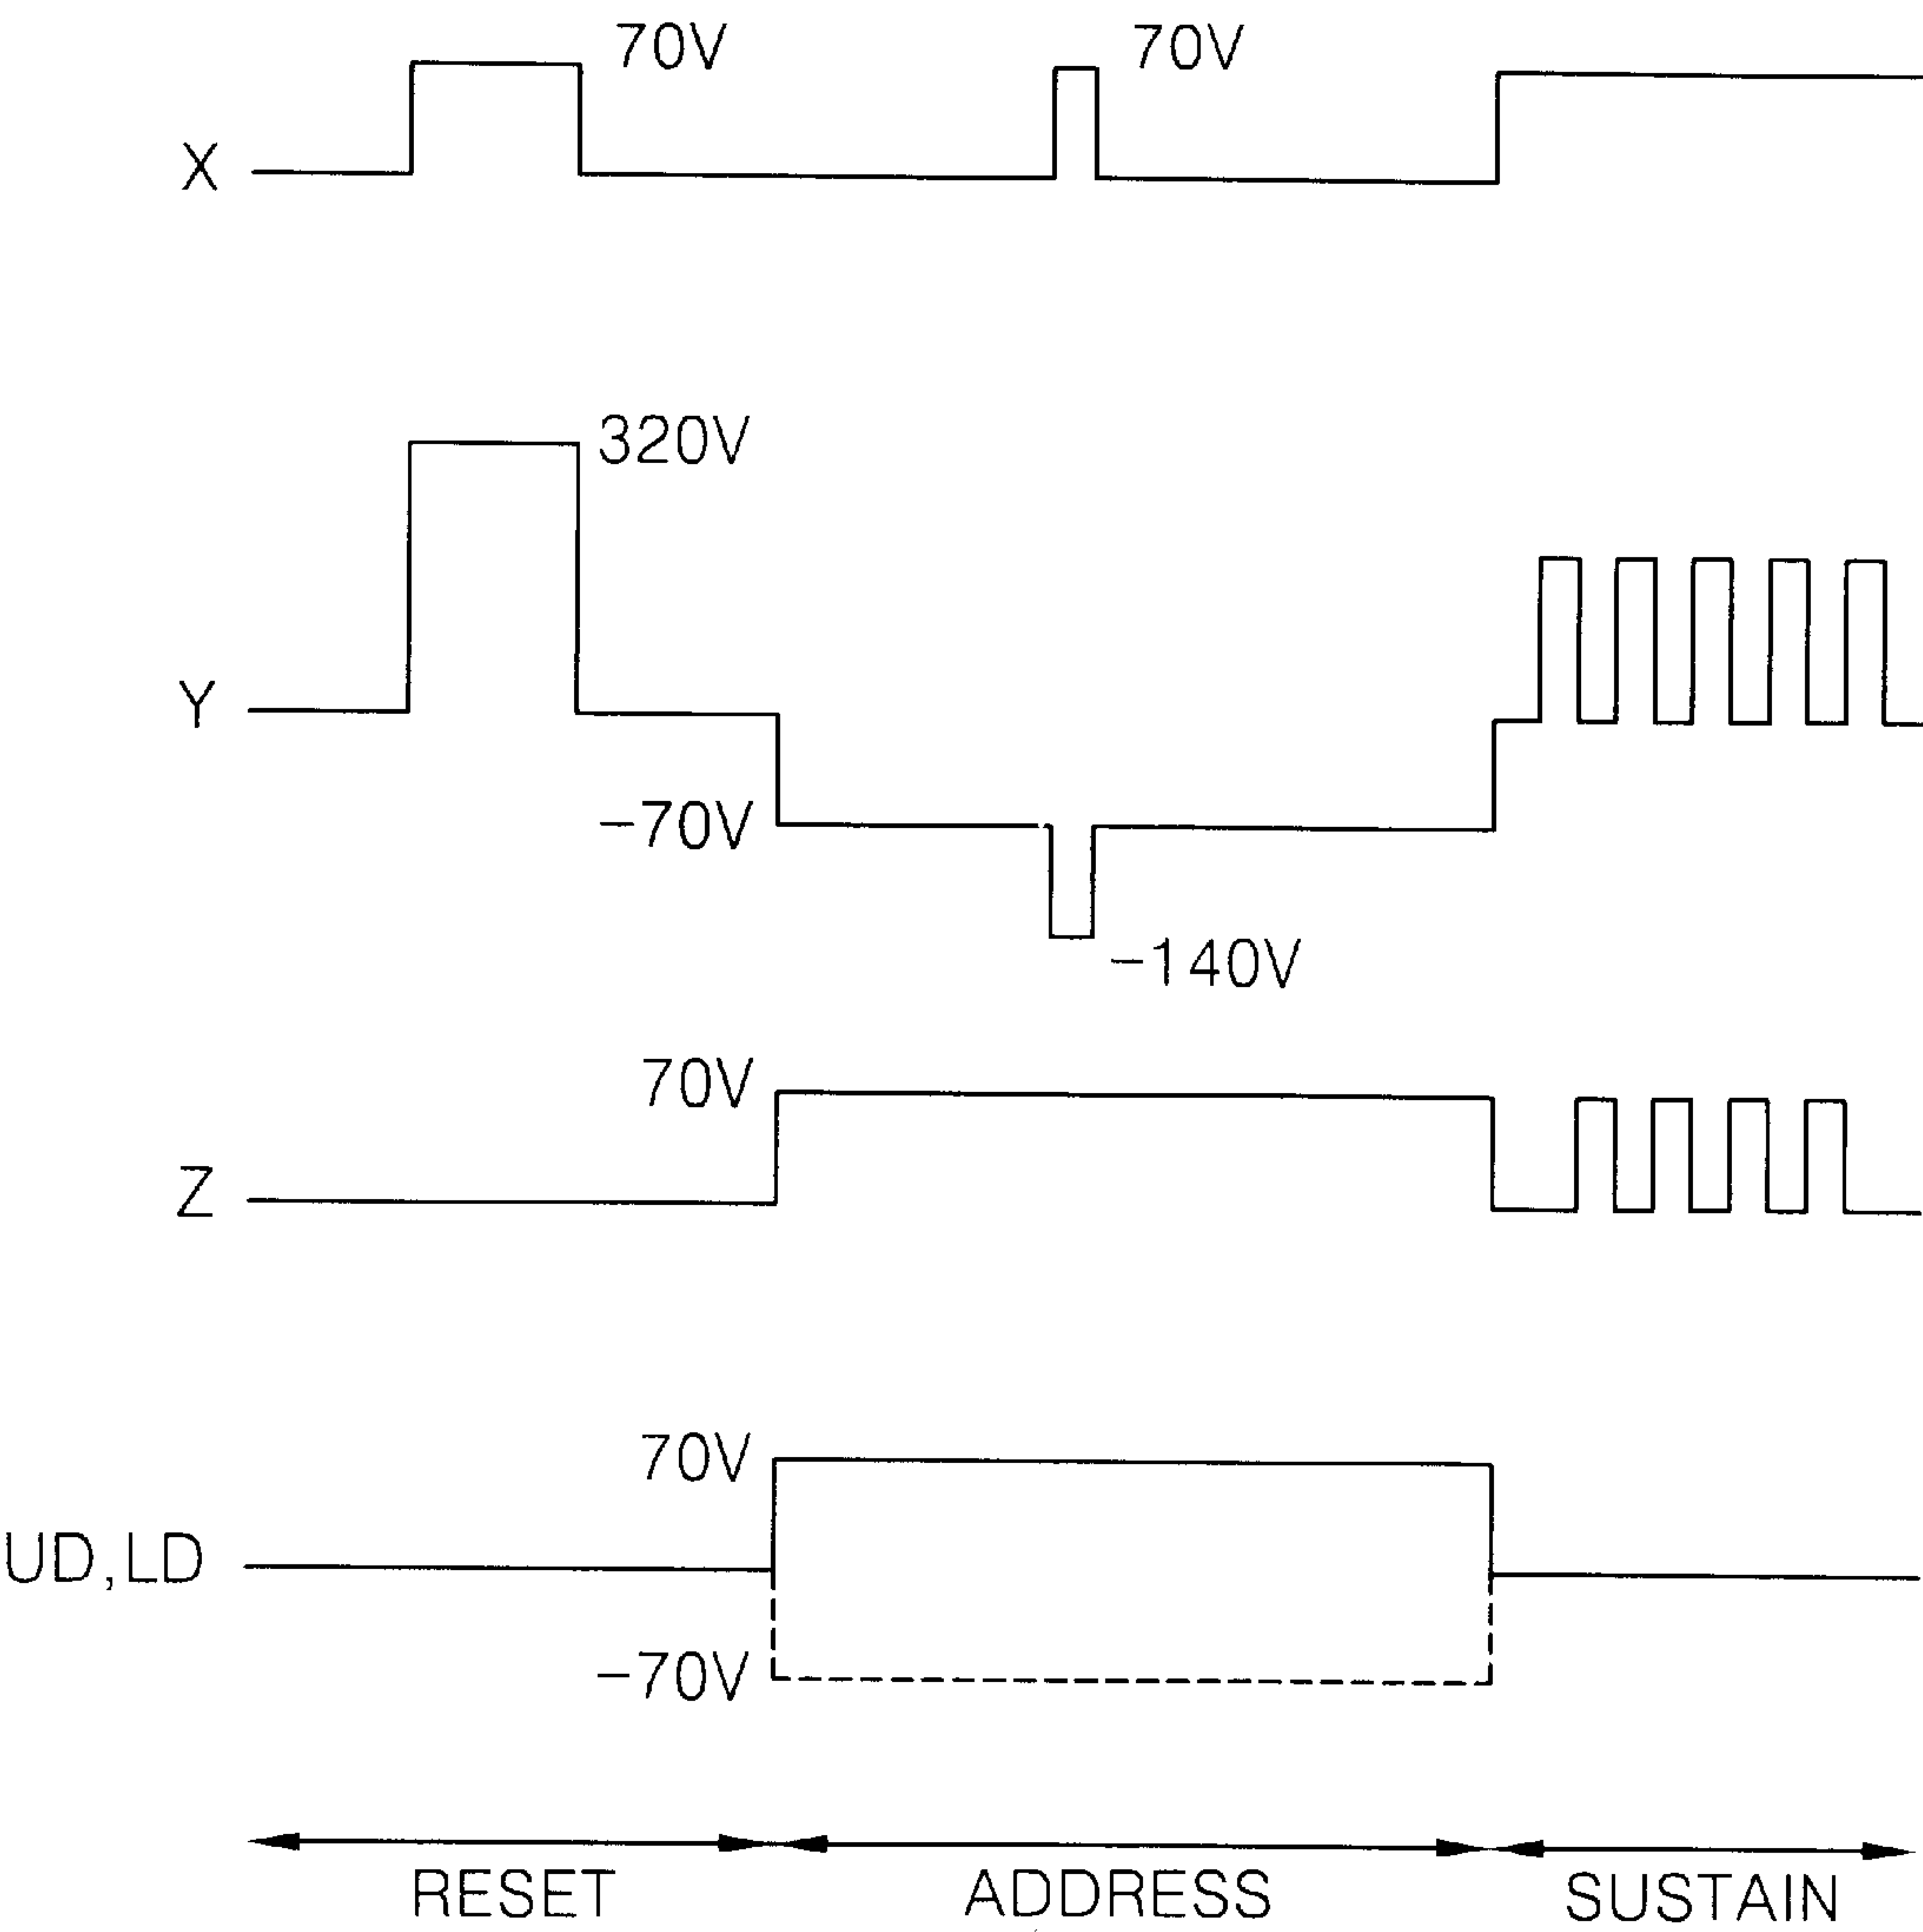 70V 70V
X
320V
Y
−70V
−140V
70V
Z
70V
UD,LD
−70V
RESET ADDRESS SUSTAIN